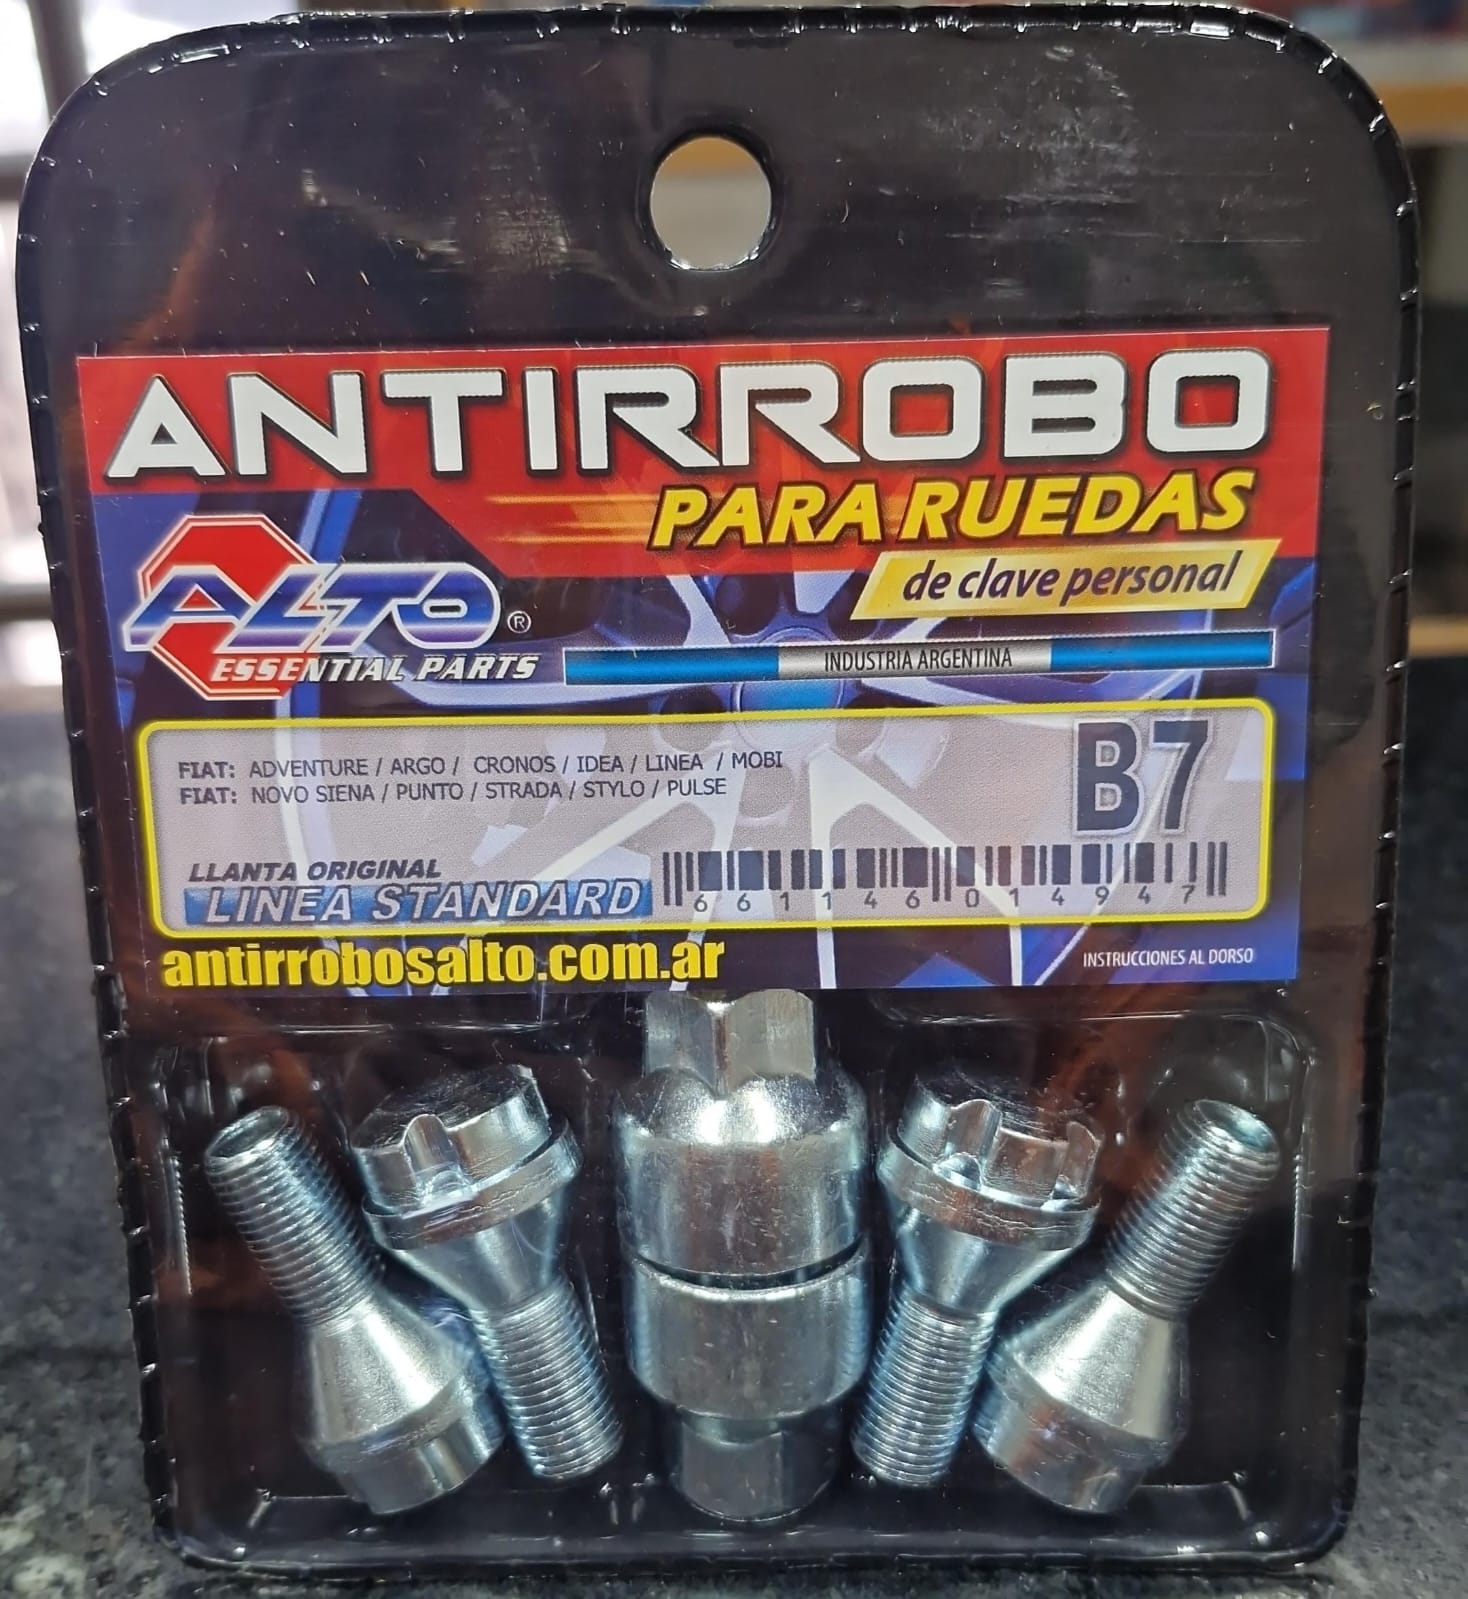 ANTIRROBO
PARA RUEDAS
de clave personal
ALTO®
ESSENTIAL PARTS
INDUSTRIA ARGENTINA
FIAT: ADVENTURE / ARGO / CRONOS / IDEA / LINEA / MOBI
FIAT: NOVO SIENA / PUNTO / STRADA / STYLO / PULSE
B7
LLANTA ORIGINAL
LINEA STANDARD
661146014947
antirrobosalto.com.ar
INSTRUCCIONES AL DORSO